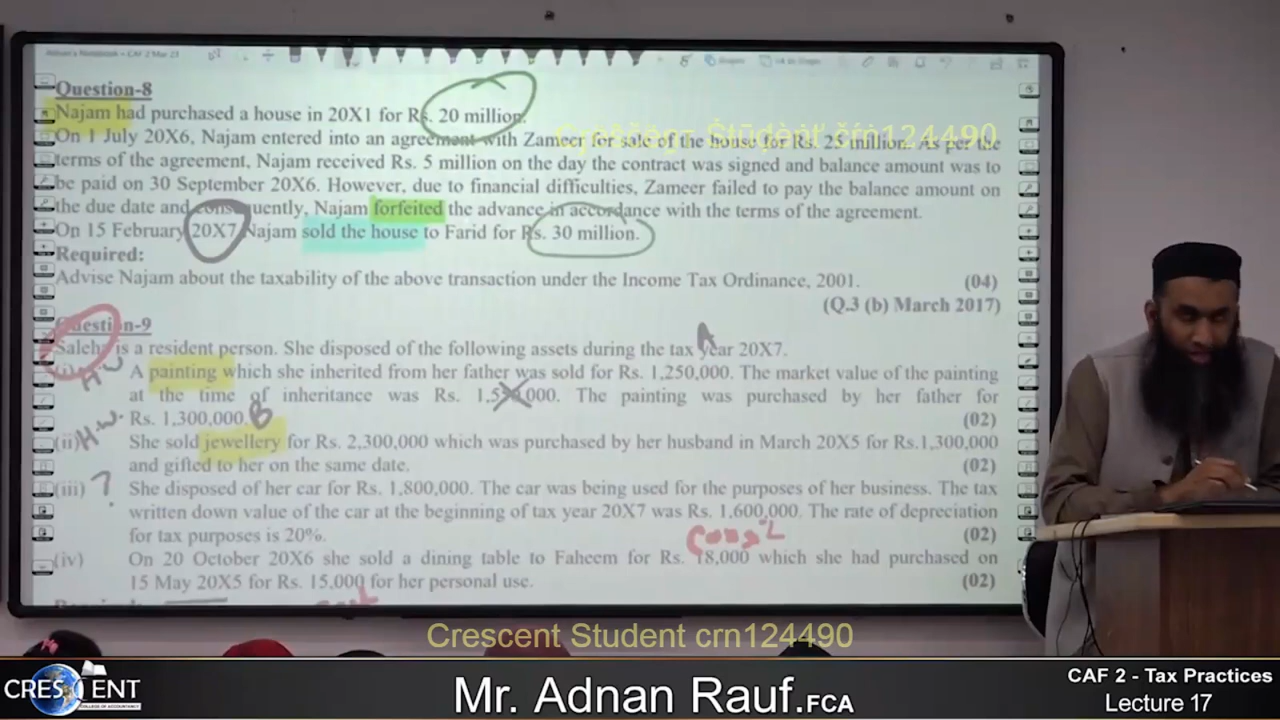 Adnan's Notebook - CAF 2 Mar 23
Question-8
Najam had purchased a house in 20X1 for Rs. 20 million.
On 1 July 20X6, Najam entered into an agreement with Zameer for sale of the house for Rs. 25 million. As per the
terms of the agreement, Najam received Rs. 5 million on the day the contract was signed and balance amount was to
be paid on 30 September 20X6. However, due to financial difficulties, Zameer failed to pay the balance amount on
the due date and consequently, Najam forfeited the advance in accordance with the terms of the agreement.
On 15 February 20X7 Najam sold the house to Farid for Rs. 30 million.
Required:
Advise Najam about the taxability of the above transaction under the Income Tax Ordinance, 2001. (04)
(Q.3 (b) March 2017)
Question-9
Saleha is a resident person. She disposed of the following assets during the tax year 20X7.
A
(i) A painting which she inherited from her father was sold for Rs. 1,250,000. The market value of the painting
H.W
at the time of inheritance was Rs. 1,5 0,000. The painting was purchased by her father for
Rs. 1,300,000. B (02)
(ii) H.W. She sold jewellery for Rs. 2,300,000 which was purchased by her husband in March 20X5 for Rs.1,300,000
and gifted to her on the same date. (02)
(iii) ? She disposed of her car for Rs. 1,800,000. The car was being used for the purposes of her business. The tax
written down value of the car at the beginning of tax year 20X7 was Rs. 1,600,000. The rate of depreciation
for tax purposes is 20%. (02)
(iv) On 20 October 20X6 she sold a dining table to Faheem for Rs. 18,000 which she had purchased on
15 May 20X5 for Rs. 15,000 for her personal use. (02)
Crescent Student crn124490
CRESCENT
COLLEGE OF ACCOUNTANCY
Mr. Adnan Rauf.FCA
CAF 2 - Tax Practices
Lecture 17